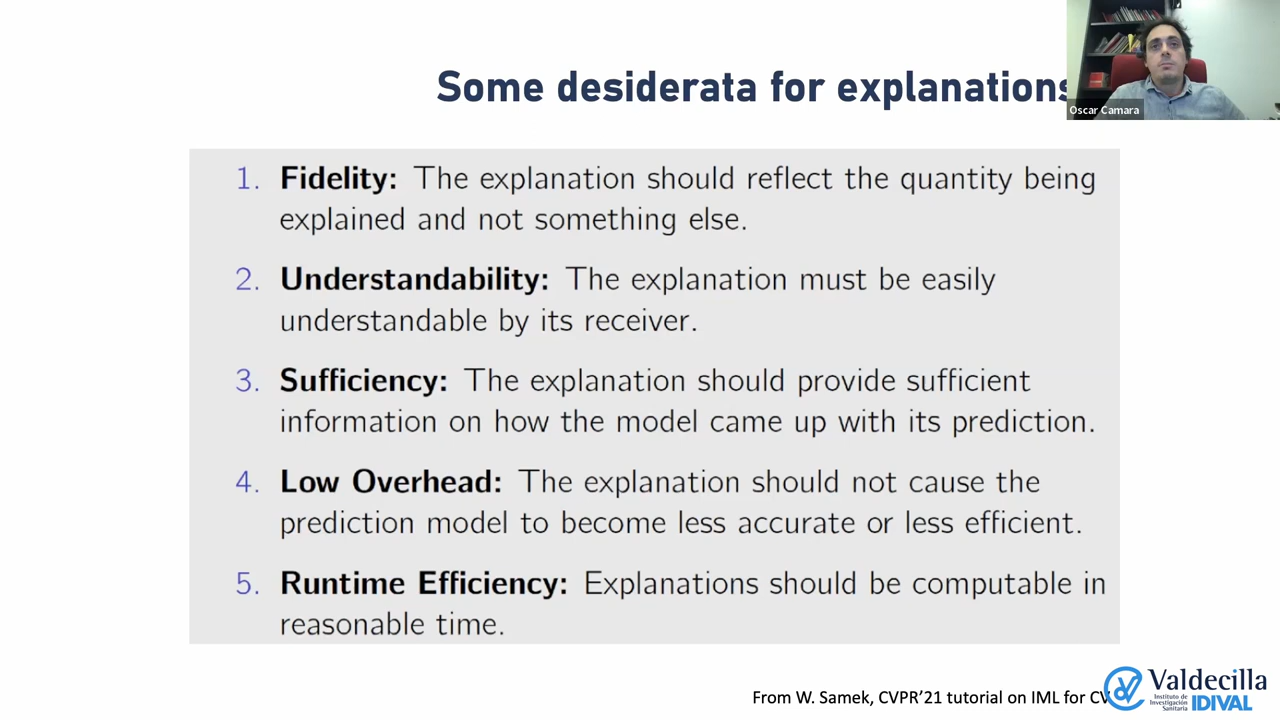 Some desiderata for explanations
Oscar Camara
1. Fidelity: The explanation should reflect the quantity being
explained and not something else.
2. Understandability: The explanation must be easily
understandable by its receiver.
3. Sufficiency: The explanation should provide sufficient
information on how the model came up with its prediction.
4. Low Overhead: The explanation should not cause the
prediction model to become less accurate or less efficient.
5. Runtime Efficiency: Explanations should be computable in
reasonable time.
From W. Samek, CVPR'21 tutorial on IML for CV
Valdecilla
Instituto de
Investigación
Sanitaria
IDIVAL